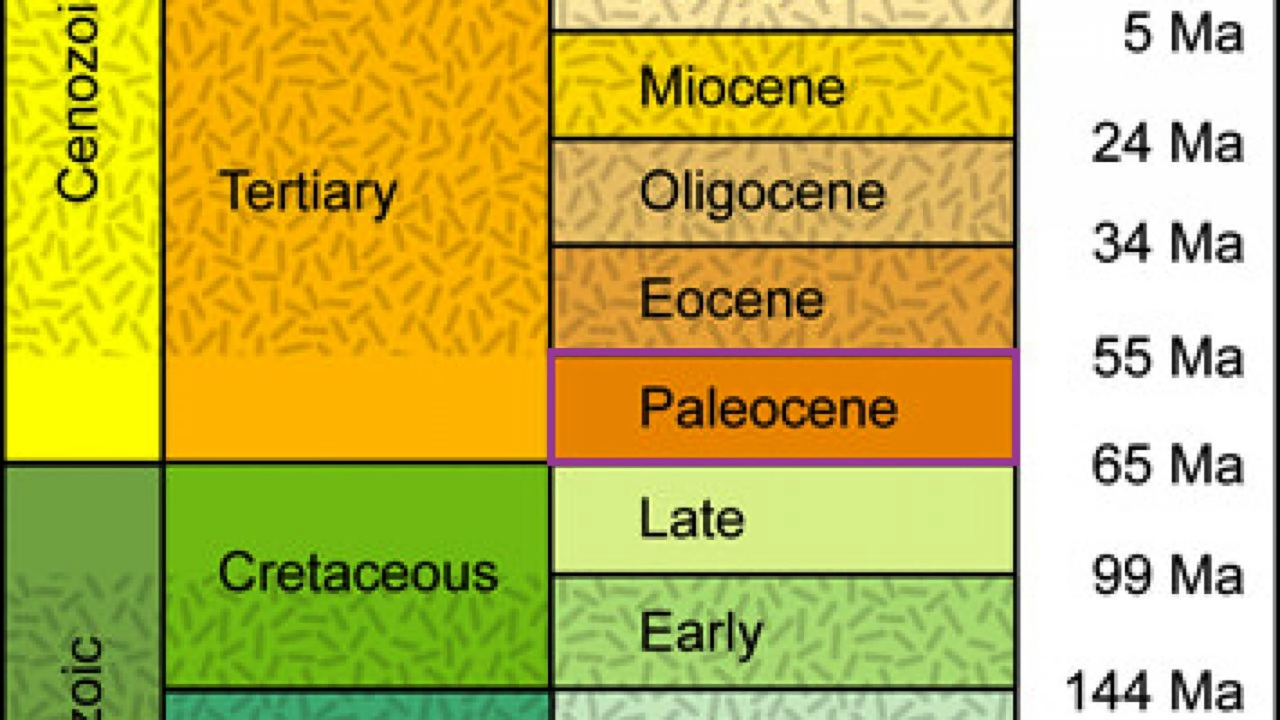 Cenozoi
Tertiary
Cretaceous
zoic
Miocene
Oligocene
Eocene
Paleocene
Late
Early
5 Ma
24 Ma
34 Ma
55 Ma
65 Ma
99 Ma
144 Ma